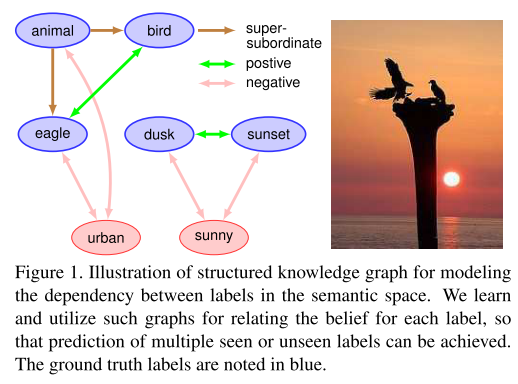 animal
bird
super-
subordinate
postive
negative
eagle
dusk
sunset
urban
sunny
Figure 1. Illustration of structured knowledge graph for modeling
the dependency between labels in the semantic space. We learn
and utilize such graphs for relating the belief for each label, so
that prediction of multiple seen or unseen labels can be achieved.
The ground truth labels are noted in blue.